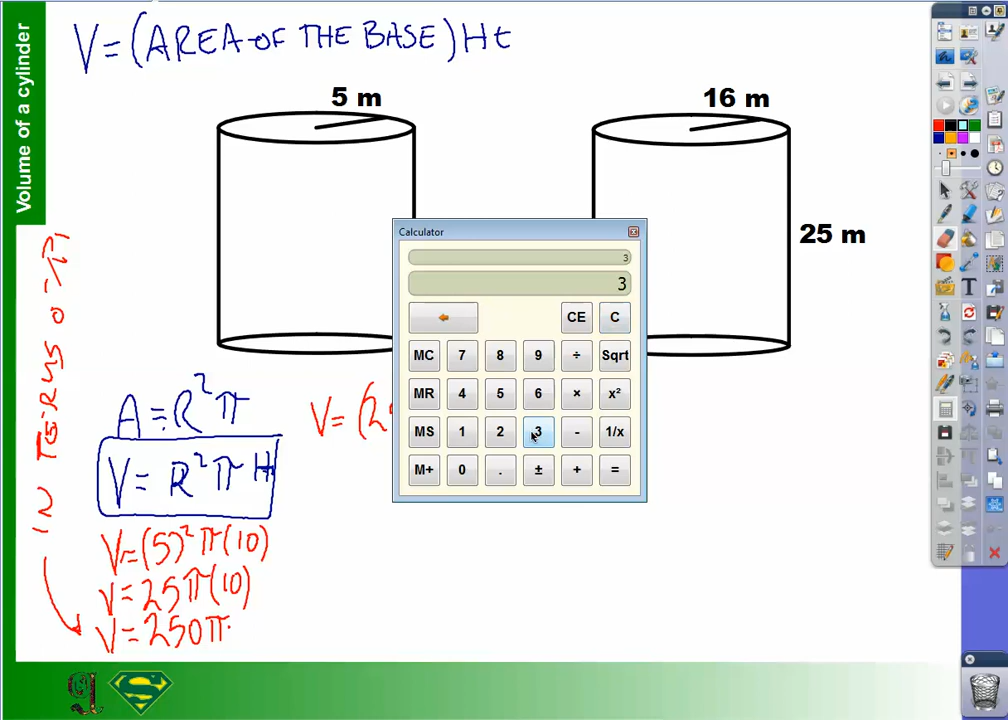 Volume of a cylinder
V=(AREA OF THE BASE)Ht
5 m
16 m
25 m
Calculator
3
3
CE C
MC 7 8 9 ÷ Sqrt
MR 4 5 6 × x²
MS 1 2 3 - 1/x
M+ 0 . ± + =
IN TERMS OF PI
A = R²π
V = R²π H
V=(5)²π(10)
V=25π(10)
V=250π
V=(2
g
S
T